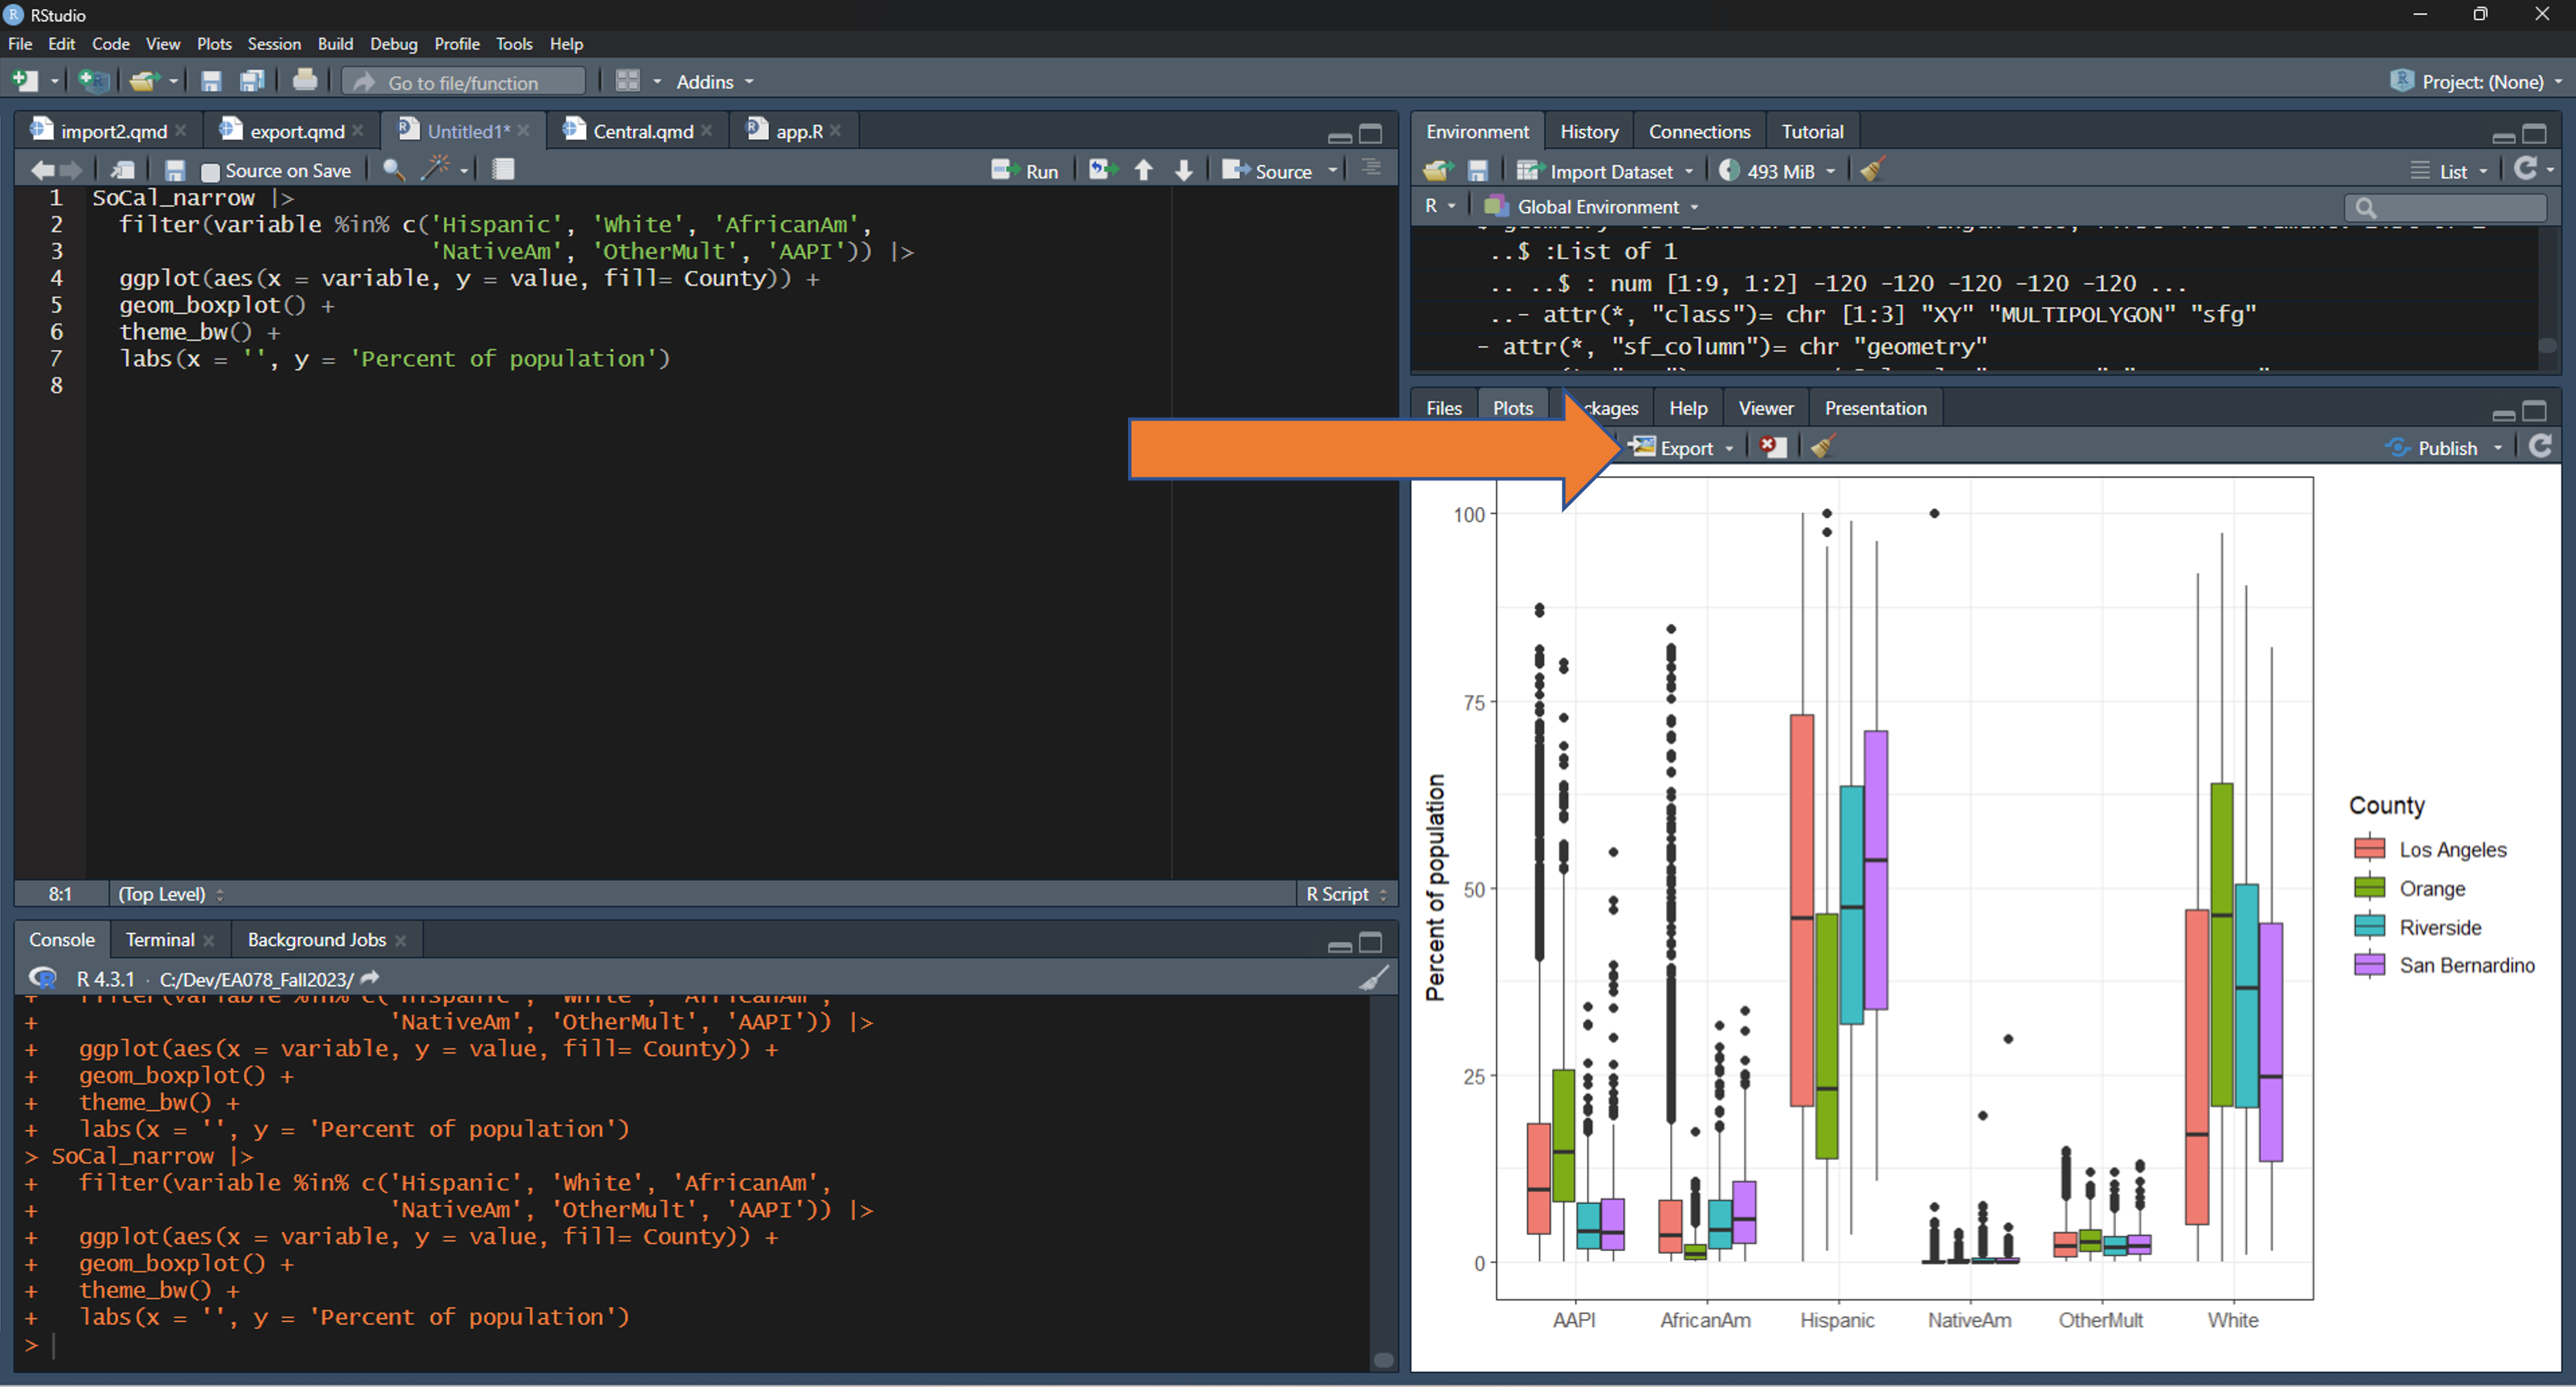 RStudio
File Edit Code View Plots Session Build Debug Profile Tools Help
Go to file/function Addins Project: (None)
import2.qmd export.qmd Untitled1* Central.qmd app.R
Source on Save Run Source
1 SoCal_narrow |>
2 filter(variable %in% c('Hispanic', 'White', 'AfricanAm',
3 'NativeAm', 'OtherMult', 'AAPI')) |>
4 ggplot(aes(x = variable, y = value, fill= County)) +
5 geom_boxplot() +
6 theme_bw() +
7 labs(x = '', y = 'Percent of population')
8
8:1 (Top Level) R Script
Console Terminal Background Jobs
R 4.3.1 · C:/Dev/EA078_Fall2023/
+ filter(variable %in% c('Hispanic', 'White', 'AfricanAm',
+ 'NativeAm', 'OtherMult', 'AAPI')) |>
+ ggplot(aes(x = variable, y = value, fill= County)) +
+ geom_boxplot() +
+ theme_bw() +
+ labs(x = '', y = 'Percent of population')
> SoCal_narrow |>
+ filter(variable %in% c('Hispanic', 'White', 'AfricanAm',
+ 'NativeAm', 'OtherMult', 'AAPI')) |>
+ ggplot(aes(x = variable, y = value, fill= County)) +
+ geom_boxplot() +
+ theme_bw() +
+ labs(x = '', y = 'Percent of population')
>
Environment History Connections Tutorial
Import Dataset 493 MiB List
R Global Environment
..$ :List of 1
.. ..$ : num [1:9, 1:2] -120 -120 -120 -120 -120 ...
..- attr(*, "class")= chr [1:3] "XY" "MULTIPOLYGON" "sfg"
- attr(*, "sf_column")= chr "geometry"
Files Plots ckages Help Viewer Presentation
Export Publish
100
75
50
25
0
Percent of population
AAPI AfricanAm Hispanic NativeAm OtherMult White
County
Los Angeles
Orange
Riverside
San Bernardino